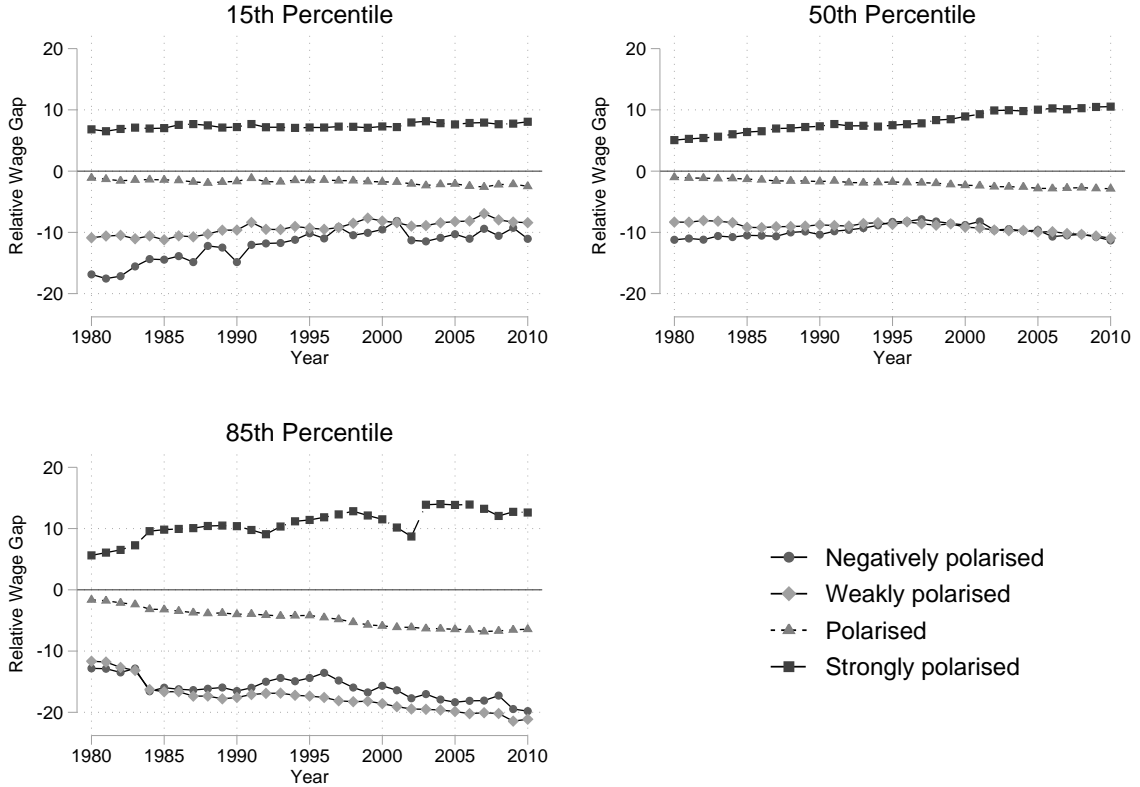 15th Percentile
50th Percentile
Relative Wage Gap
20
10
0
-10
-20
1980 1985 1990 1995 2000 2005 2010
Year
Relative Wage Gap
20
10
0
-10
-20
1980 1985 1990 1995 2000 2005 2010
Year
85th Percentile
Relative Wage Gap
20
10
0
-10
-20
1980 1985 1990 1995 2000 2005 2010
Year
Negatively polarised
Weakly polarised
Polarised
Strongly polarised